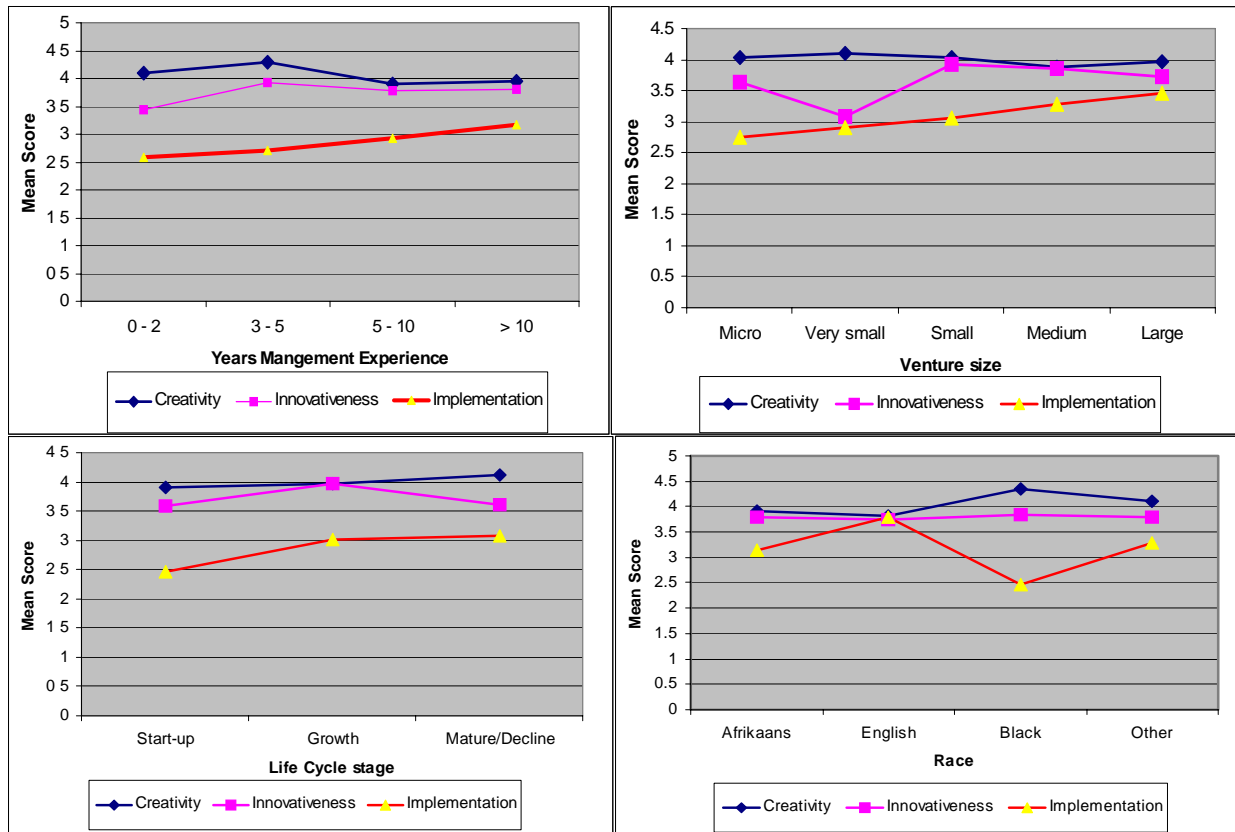 5
4 5
4
3 5
3
2 5
2
1 5
1
0 5
0
Mean Score
0 - 2 3 - 5 5 - 10 > 10
Years Mangement Experience
Creativity Innovativeness Implementation
4.5
4
3.5
3
2.5
2
1.5
1
0.5
0
Mean Score
Micro Very small Small Medium Large
Venture size
Creativity Innovativeness Implementation
4 5
4
3.5
3
2.5
2
1 5
1
0 5
0
Mean Score
Start-up Growth Mature/Decline
Life Cycle stage
Creativity Innovativeness Implementation
5
4.5
4
3.5
3
2.5
2
1.5
1
0.5
0
Mean Score
Afrikaans English Black Other
Race
Creativity Innovativeness Implementation